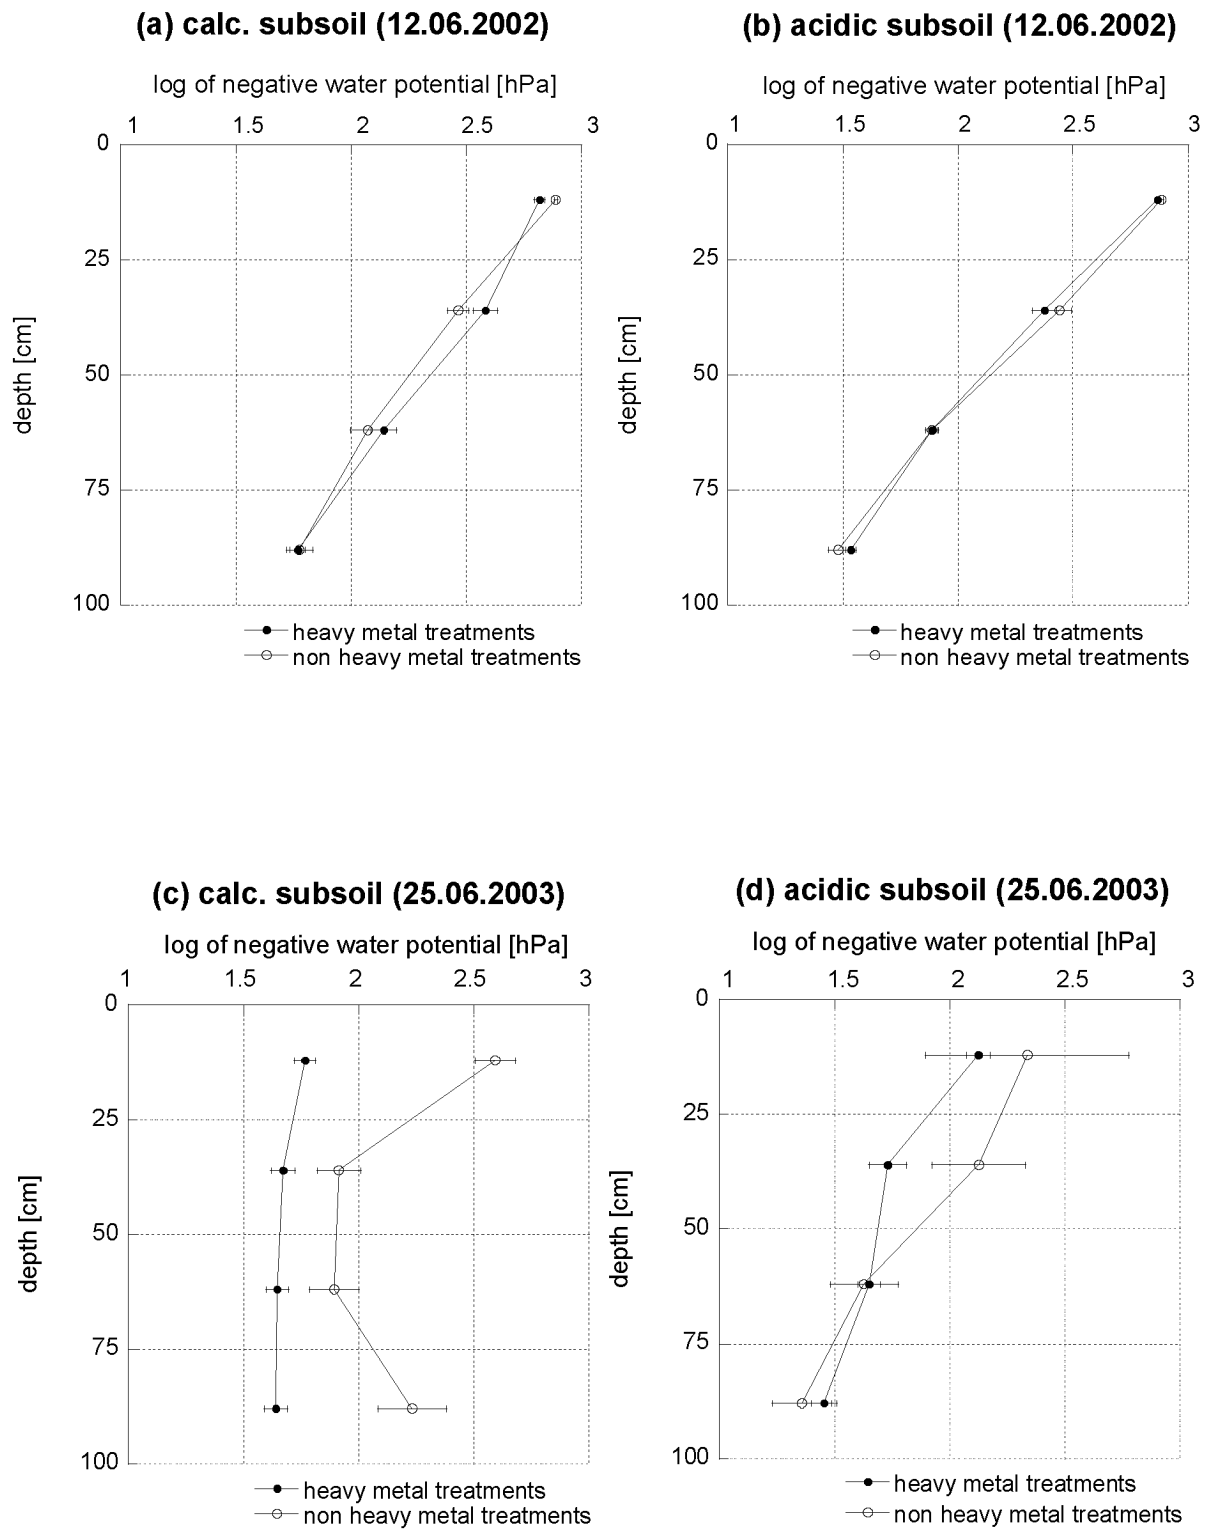 (a) calc. subsoil (12.06.2002)
log of negative water potential [hPa]
1 1.5 2 2.5 3
0
25
50
75
100
depth [cm]
heavy metal treatments
non heavy metal treatments
(b) acidic subsoil (12.06.2002)
log of negative water potential [hPa]
1 1.5 2 2.5 3
0
25
50
75
100
depth [cm]
heavy metal treatments
non heavy metal treatments
(c) calc. subsoil (25.06.2003)
log of negative water potential [hPa]
1 1.5 2 2.5 3
0
25
50
75
100
depth [cm]
heavy metal treatments
non heavy metal treatments
(d) acidic subsoil (25.06.2003)
log of negative water potential [hPa]
1 1.5 2 2.5 3
0
25
50
75
100
depth [cm]
heavy metal treatments
non heavy metal treatments